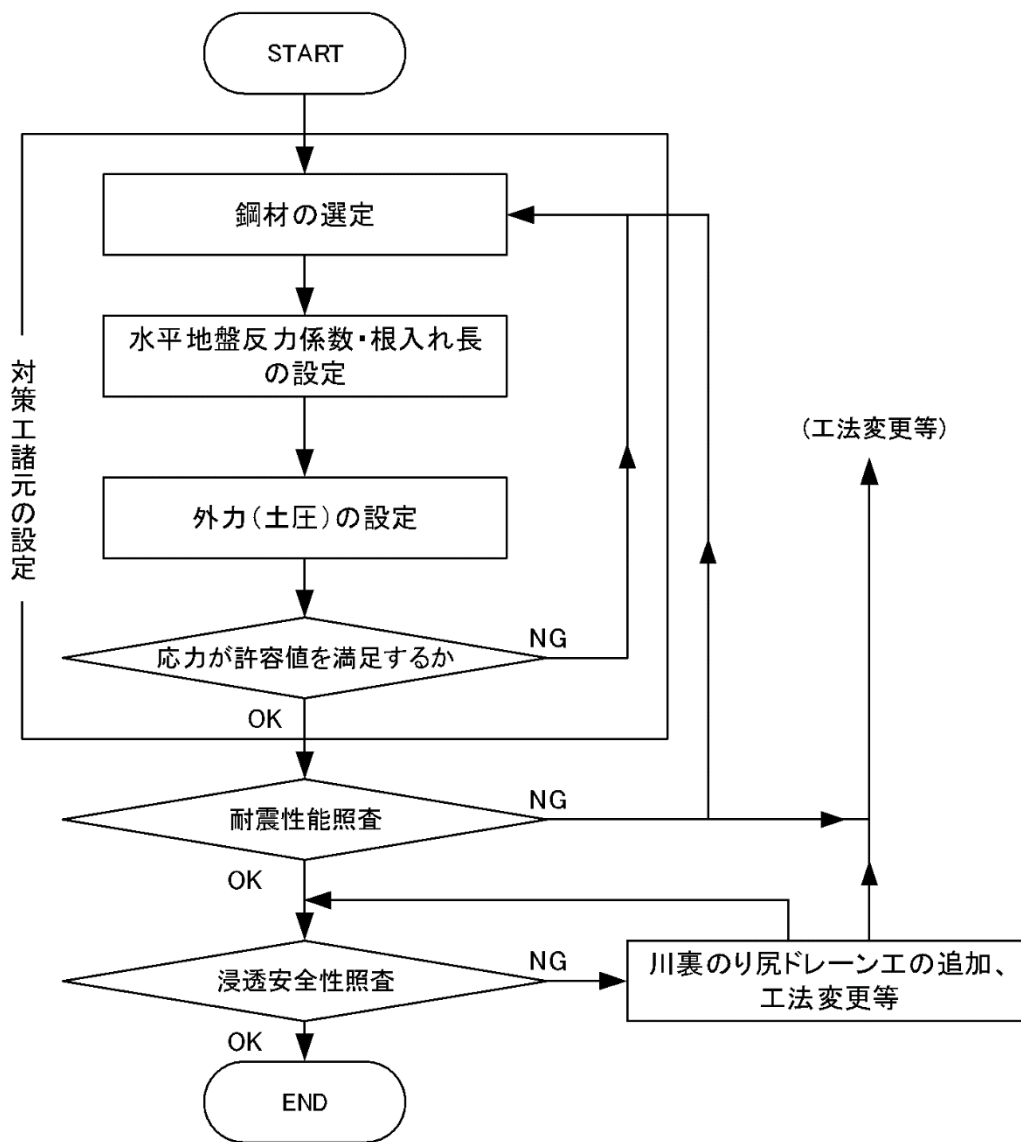 START
鋼材の選定
水平地盤反力係数・根入れ長
の設定
対策工諸元の設定
(工法変更等)
外力(土圧)の設定
応力が許容値を満足するか
NG
OK
耐震性能照査
NG
OK
浸透安全性照査
NG
川裏のり尻ドレーン工の追加、
工法変更等
OK
END